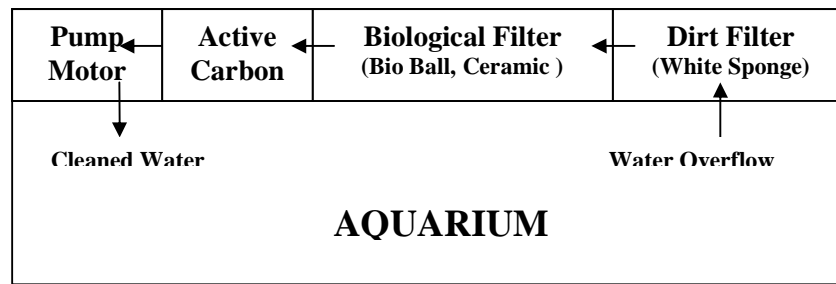 Pump
Motor
Active
Carbon
Biological Filter
(Bio Ball, Ceramic )
Dirt Filter
(White Sponge)
Cleaned Water
Water Overflow
AQUARIUM